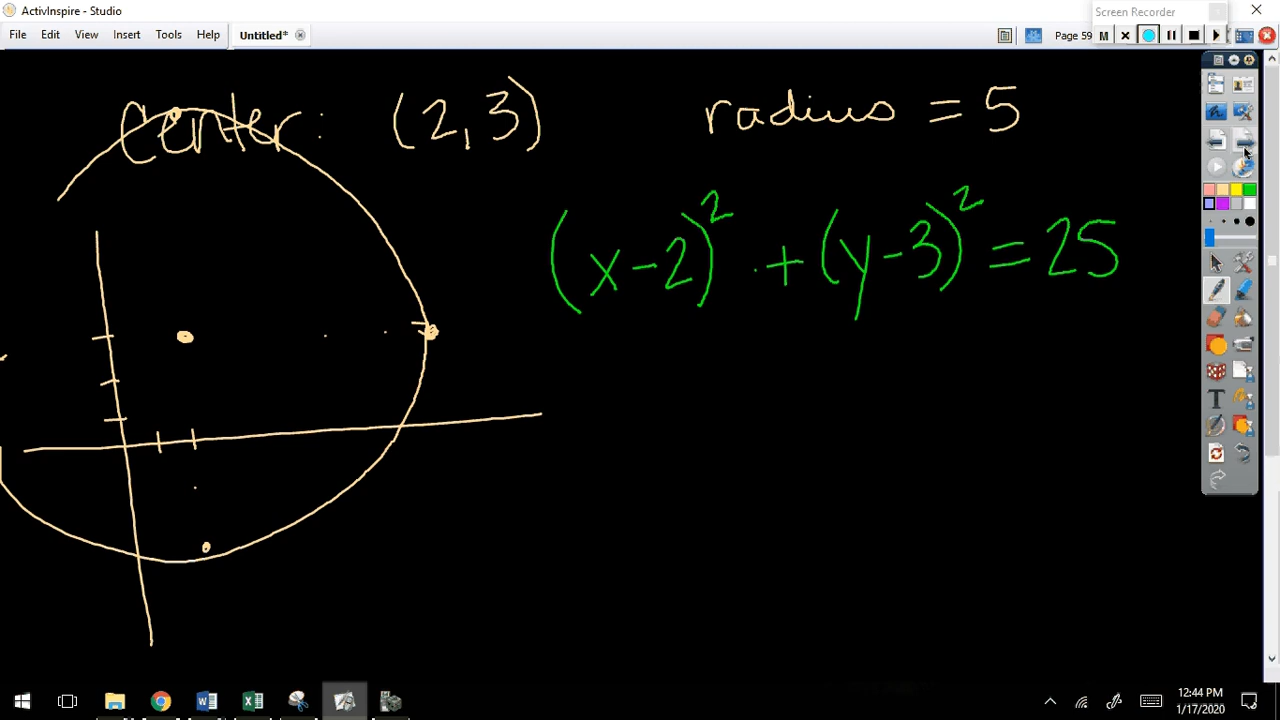 ActivInspire - Studio
Screen Recorder
File Edit View Insert Tools Help Untitled* Page 59 M
center: (2,3) radius = 5
(x-2)² + (y-3)² = 25
T
12:44 PM
1/17/2020